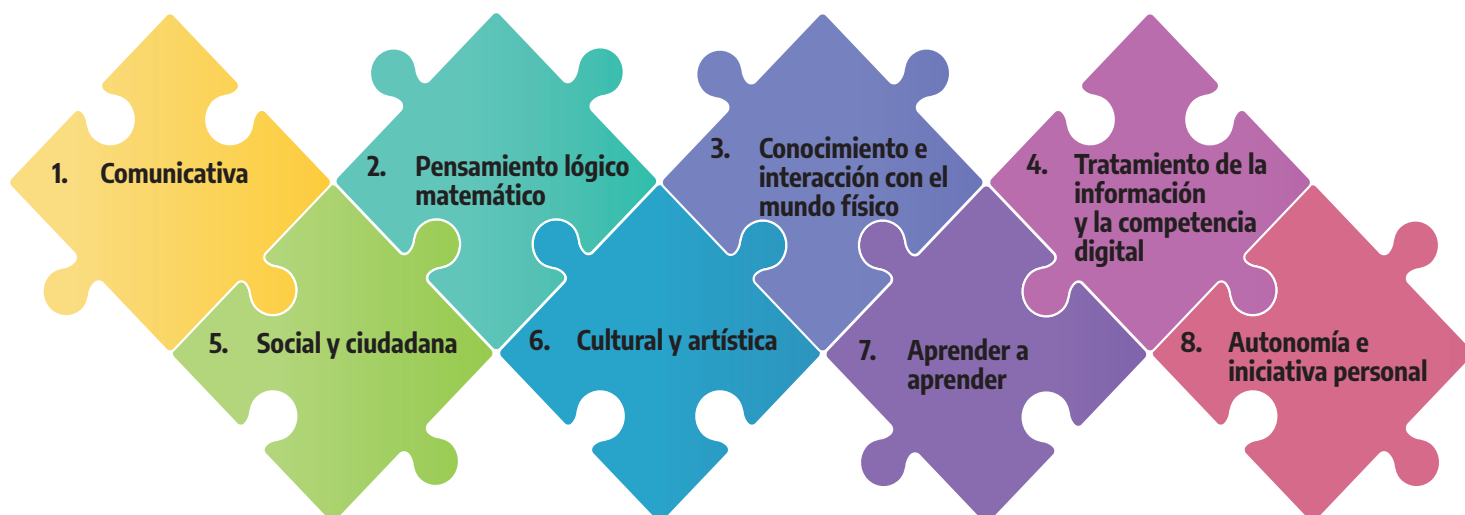 1. Comunicativa
2. Pensamiento lógico
matemático
3. Conocimiento e
interacción con el
mundo físico
4. Tratamiento de la
información
y la competencia
digital
5. Social y ciudadana
6. Cultural y artística
7. Aprender a
aprender
8. Autonomía e
iniciativa personal